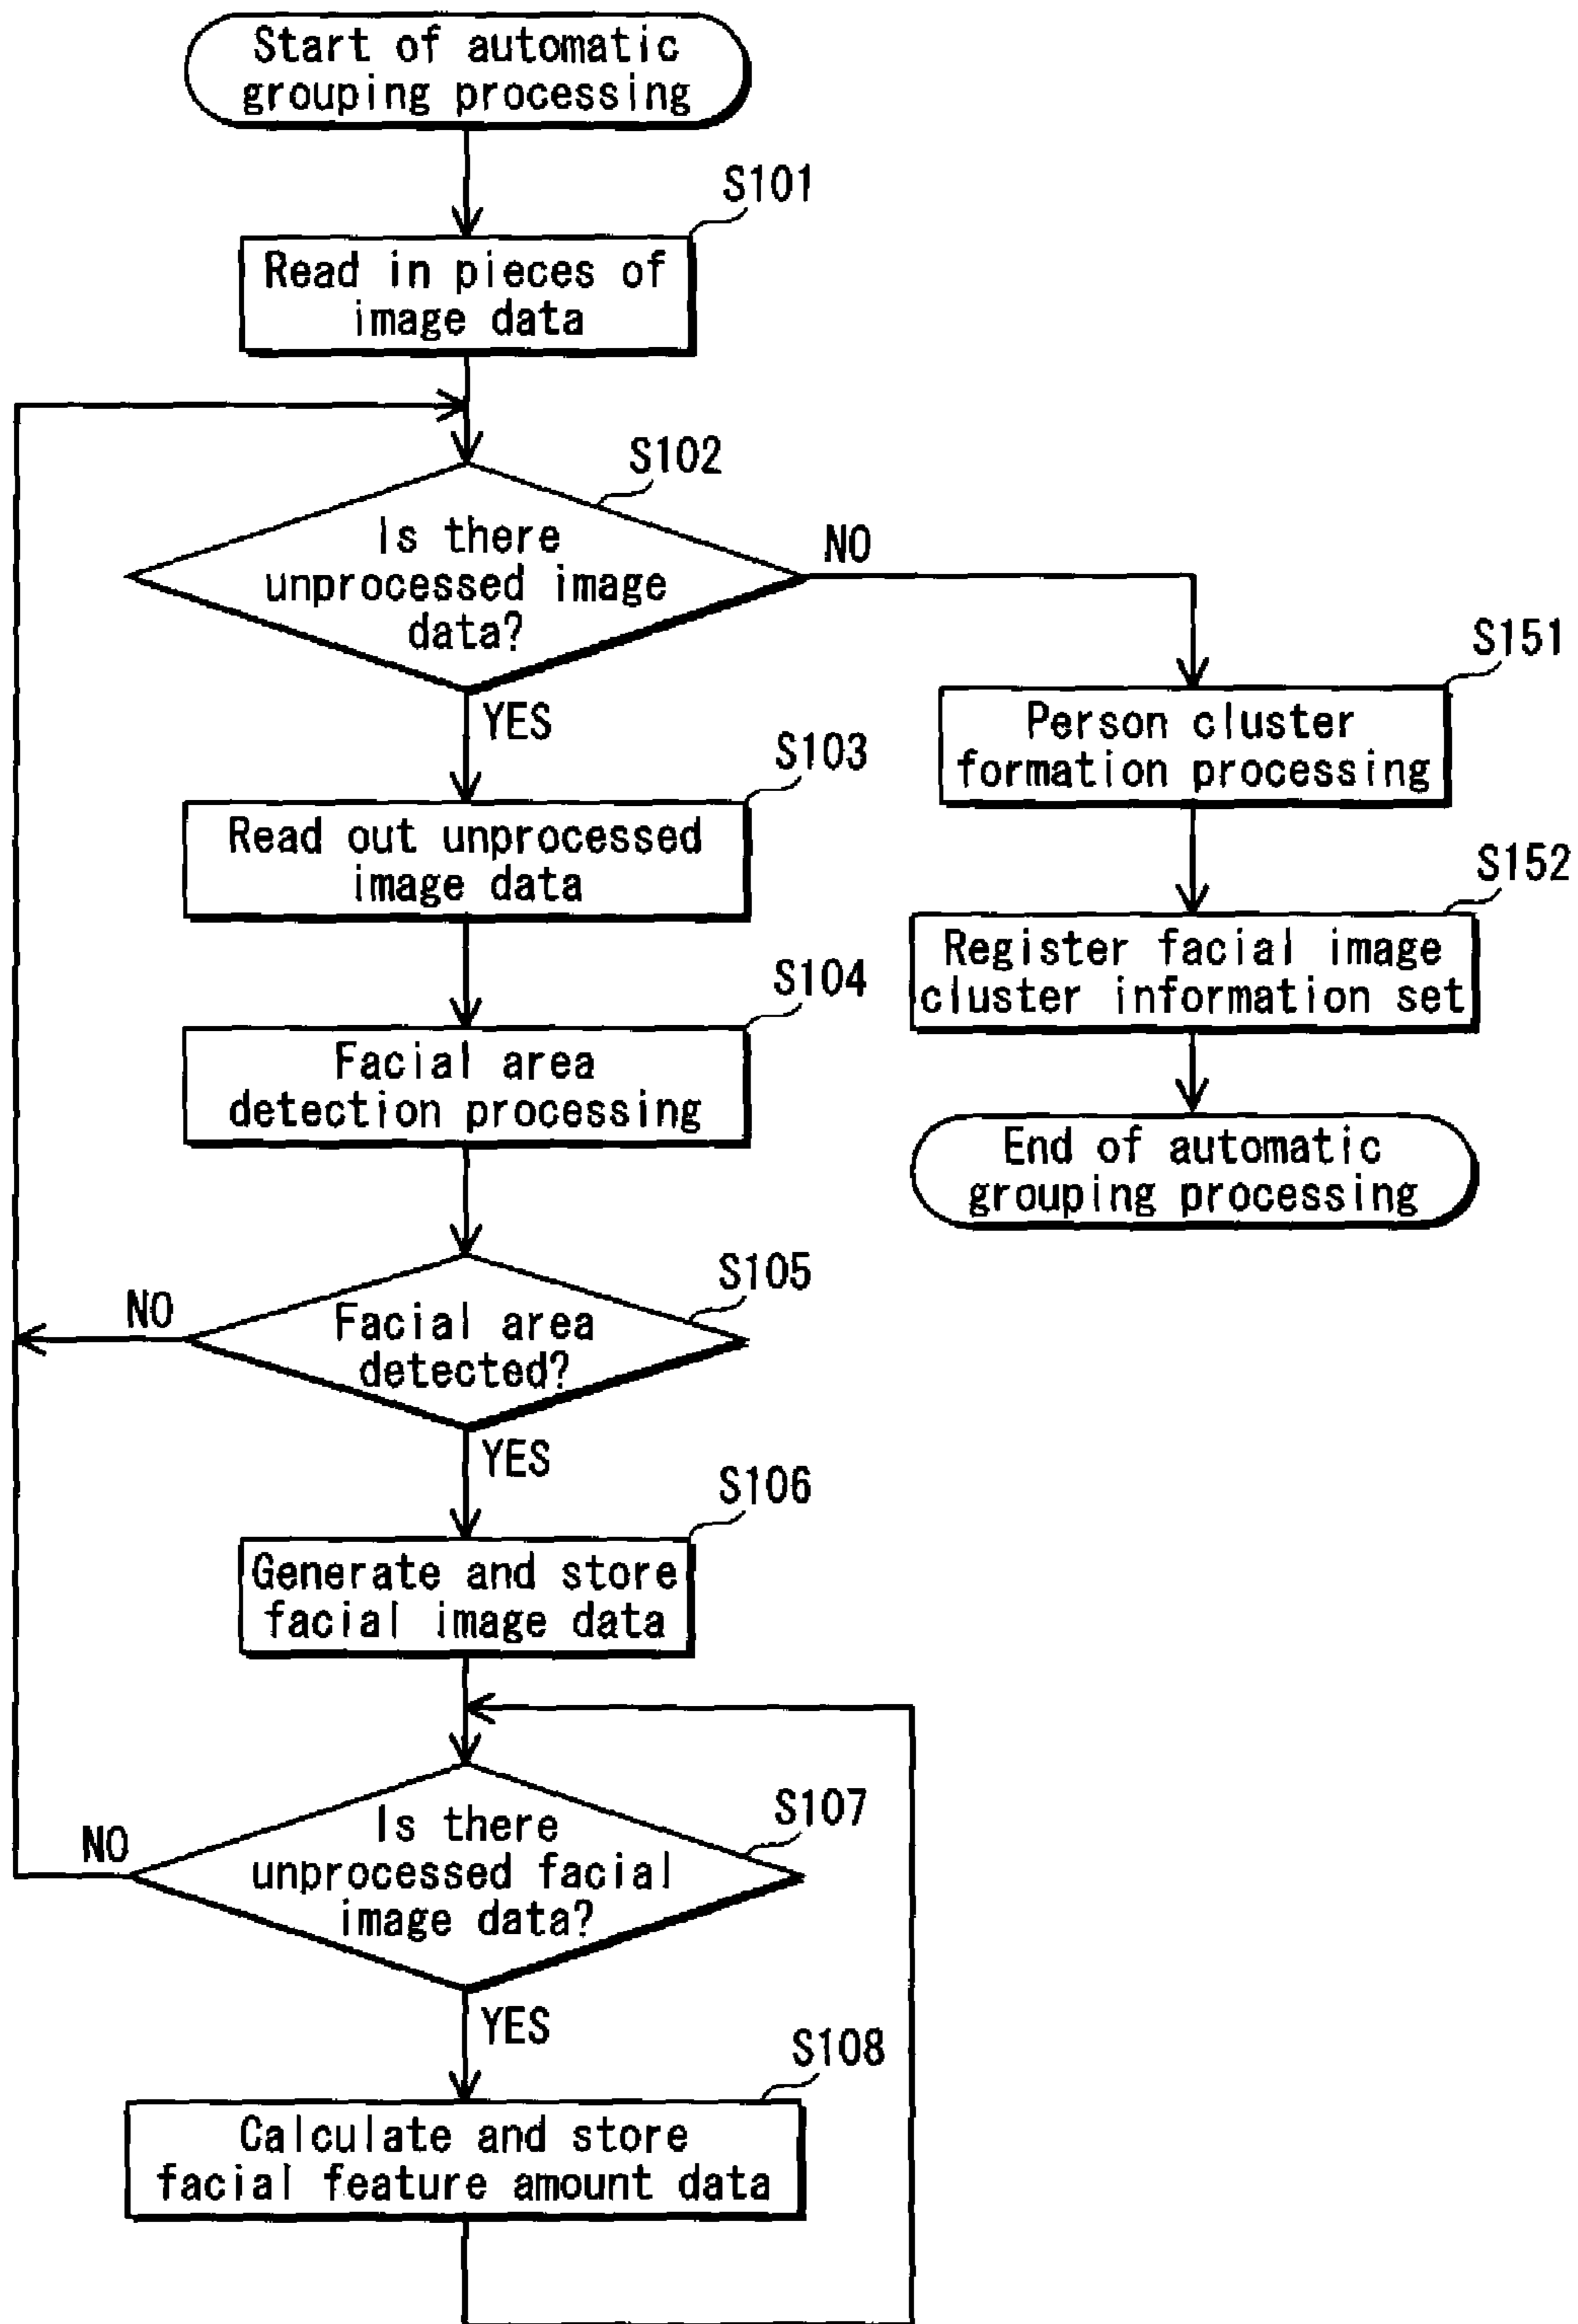 Start of automatic
grouping processing
S101
Read in pieces of
image data
S102
Is there
unprocessed image
data?
NO
YES
S151
Person cluster
formation processing
S103
Read out unprocessed
image data
S152
Register facial image
cluster information set
S104
Facial area
detection processing
End of automatic
grouping processing
S105
NO
Facial area
detected?
YES
S106
Generate and store
facial image data
S107
NO
Is there
unprocessed facial
image data?
YES
S108
Calculate and store
facial feature amount data